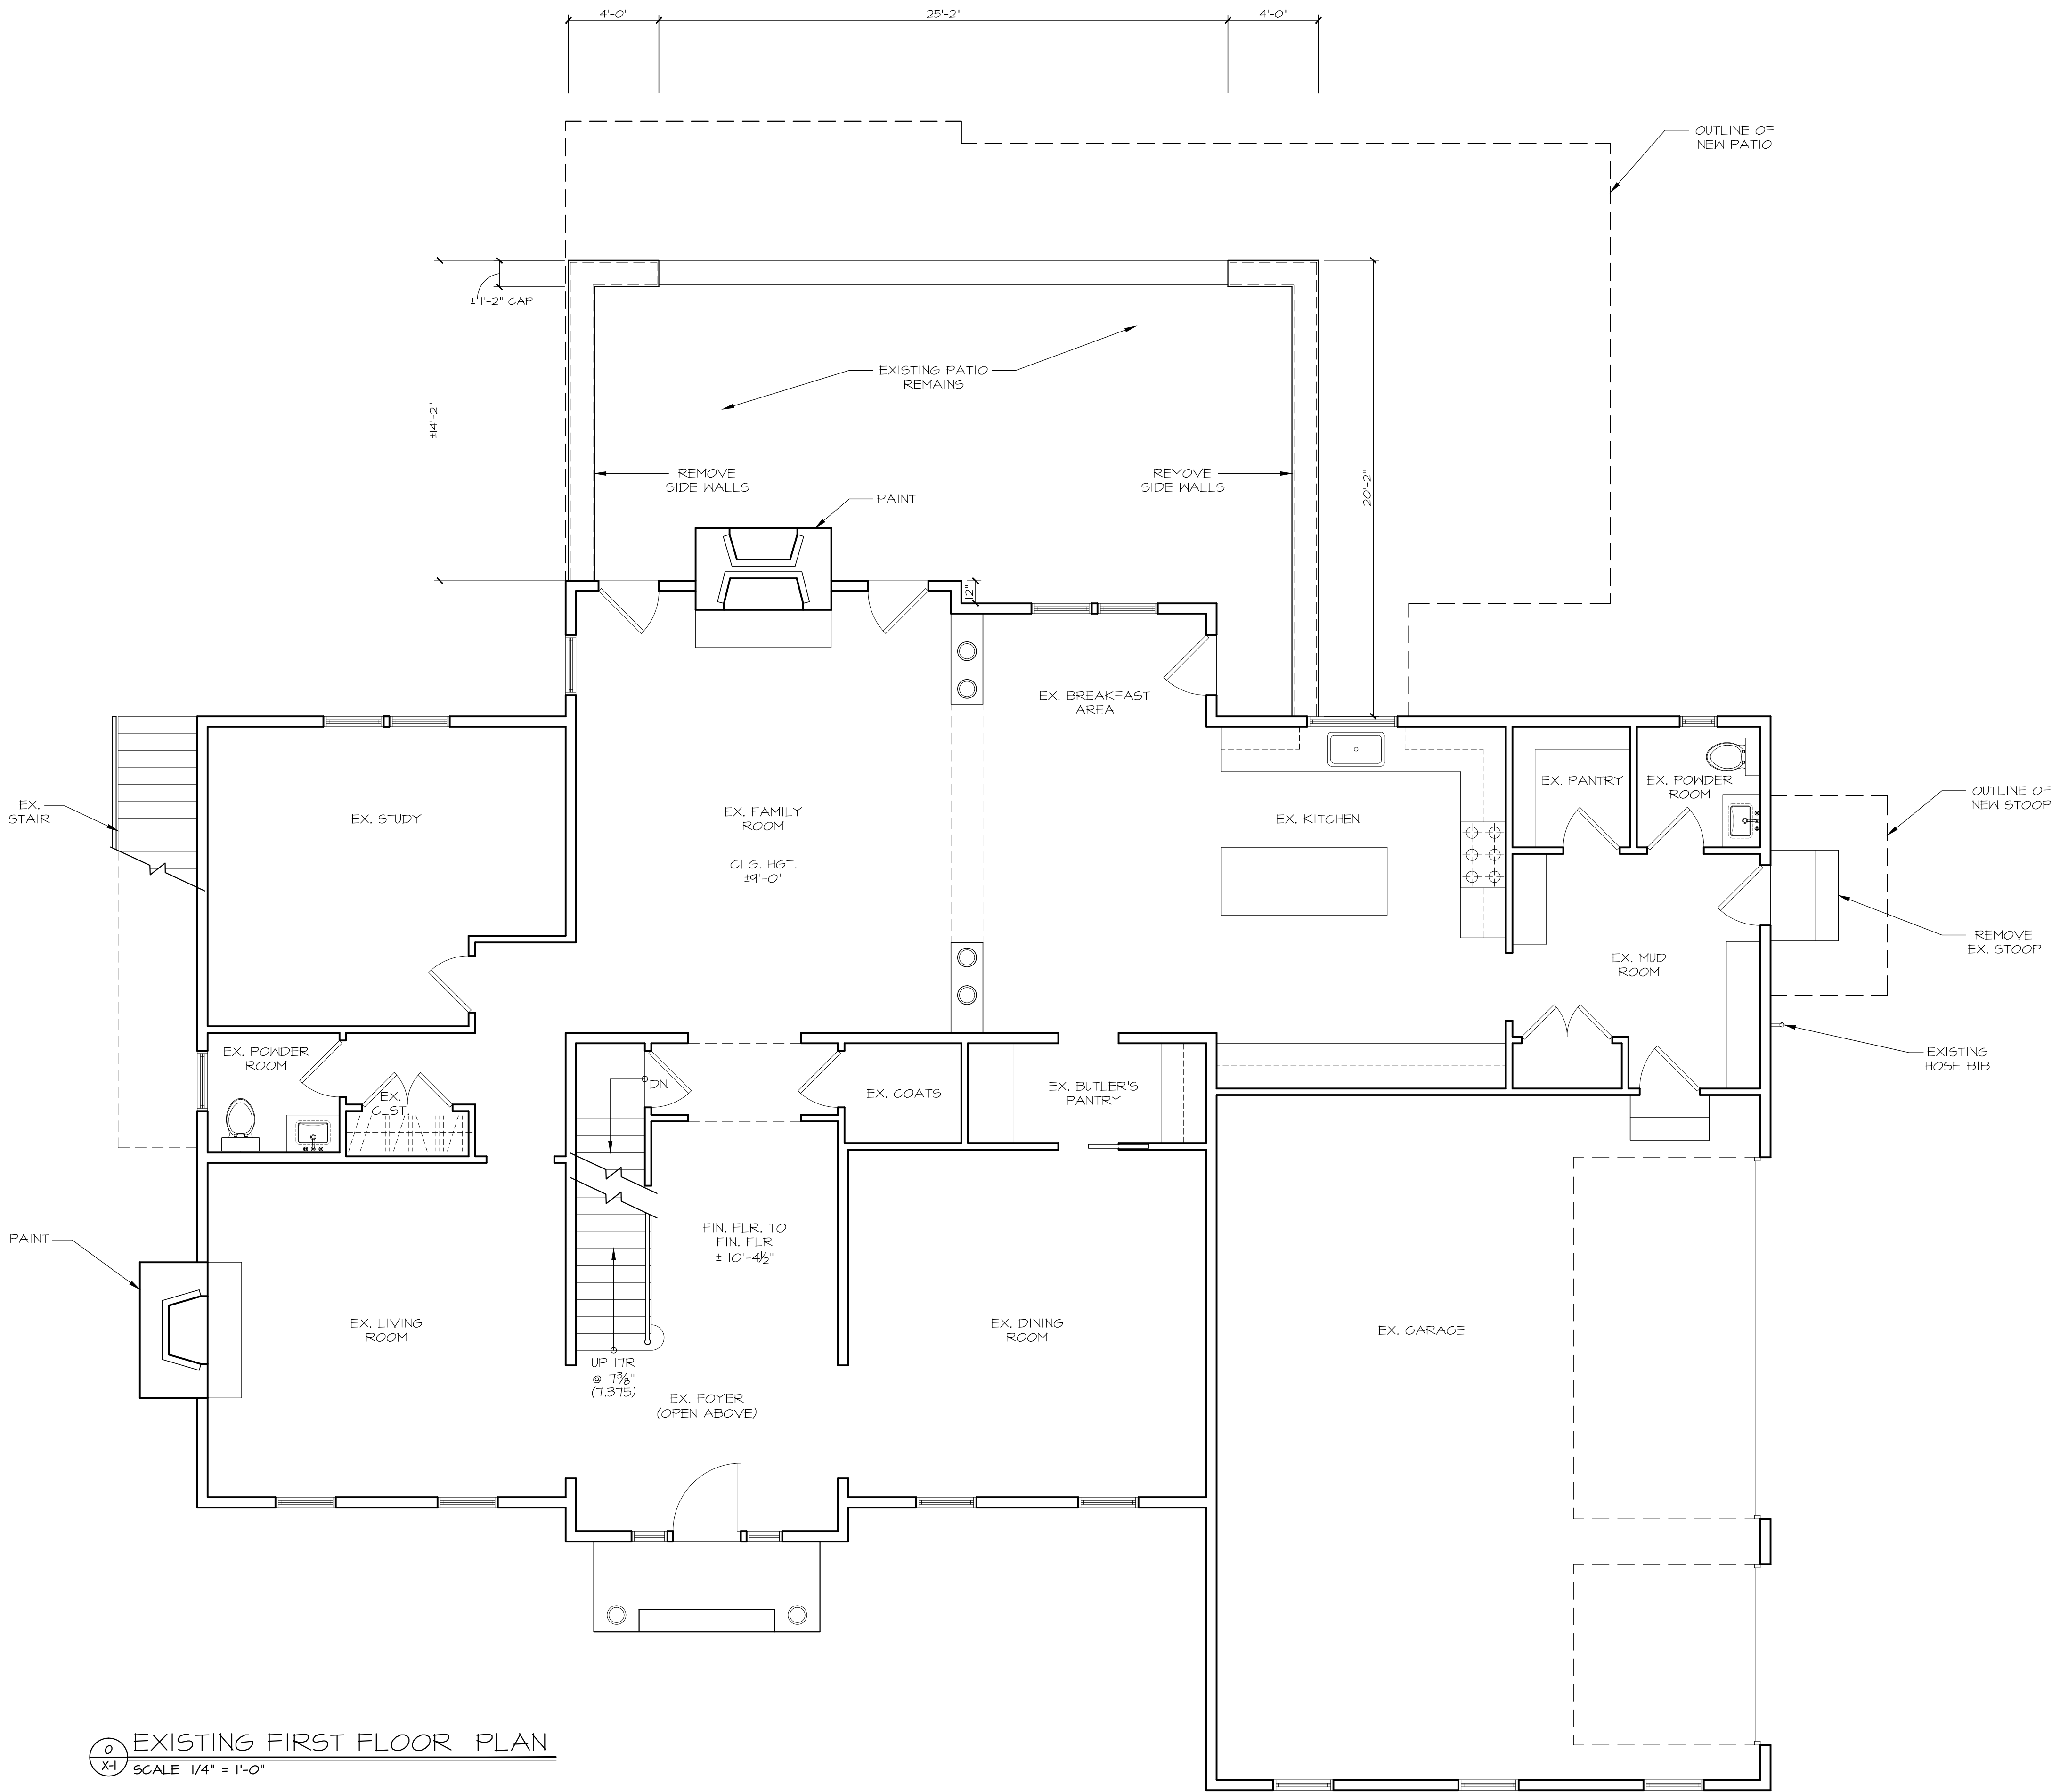 4'-0"
25'-2"
4'-0"
OUTLINE OF
NEW PATIO
± 1'-2" CAP
EXISTING PATIO
REMAINS
±14'-2"
REMOVE
SIDE WALLS
REMOVE
SIDE WALLS
20'-2"
PAINT
12"
EX. BREAKFAST
AREA
EX.
STAIR
EX. STUDY
EX. FAMILY
ROOM
CLG. HGT.
±9'-0"
EX. KITCHEN
EX. PANTRY
EX. POWDER
ROOM
OUTLINE OF
NEW STOOP
REMOVE
EX. STOOP
EX. MUD
ROOM
EXISTING
HOSE BIB
EX. POWDER
ROOM
EX.
CLST.
DN
EX. COATS
EX. BUTLER'S
PANTRY
PAINT
FIN. FLR. TO
FIN. FLR
± 10'-4½"
EX. LIVING
ROOM
UP 17R
@ 7⅜"
(7.375)
EX. FOYER
(OPEN ABOVE)
EX. DINING
ROOM
EX. GARAGE
0
X-1
EXISTING FIRST FLOOR PLAN
SCALE 1/4" = 1'-0"